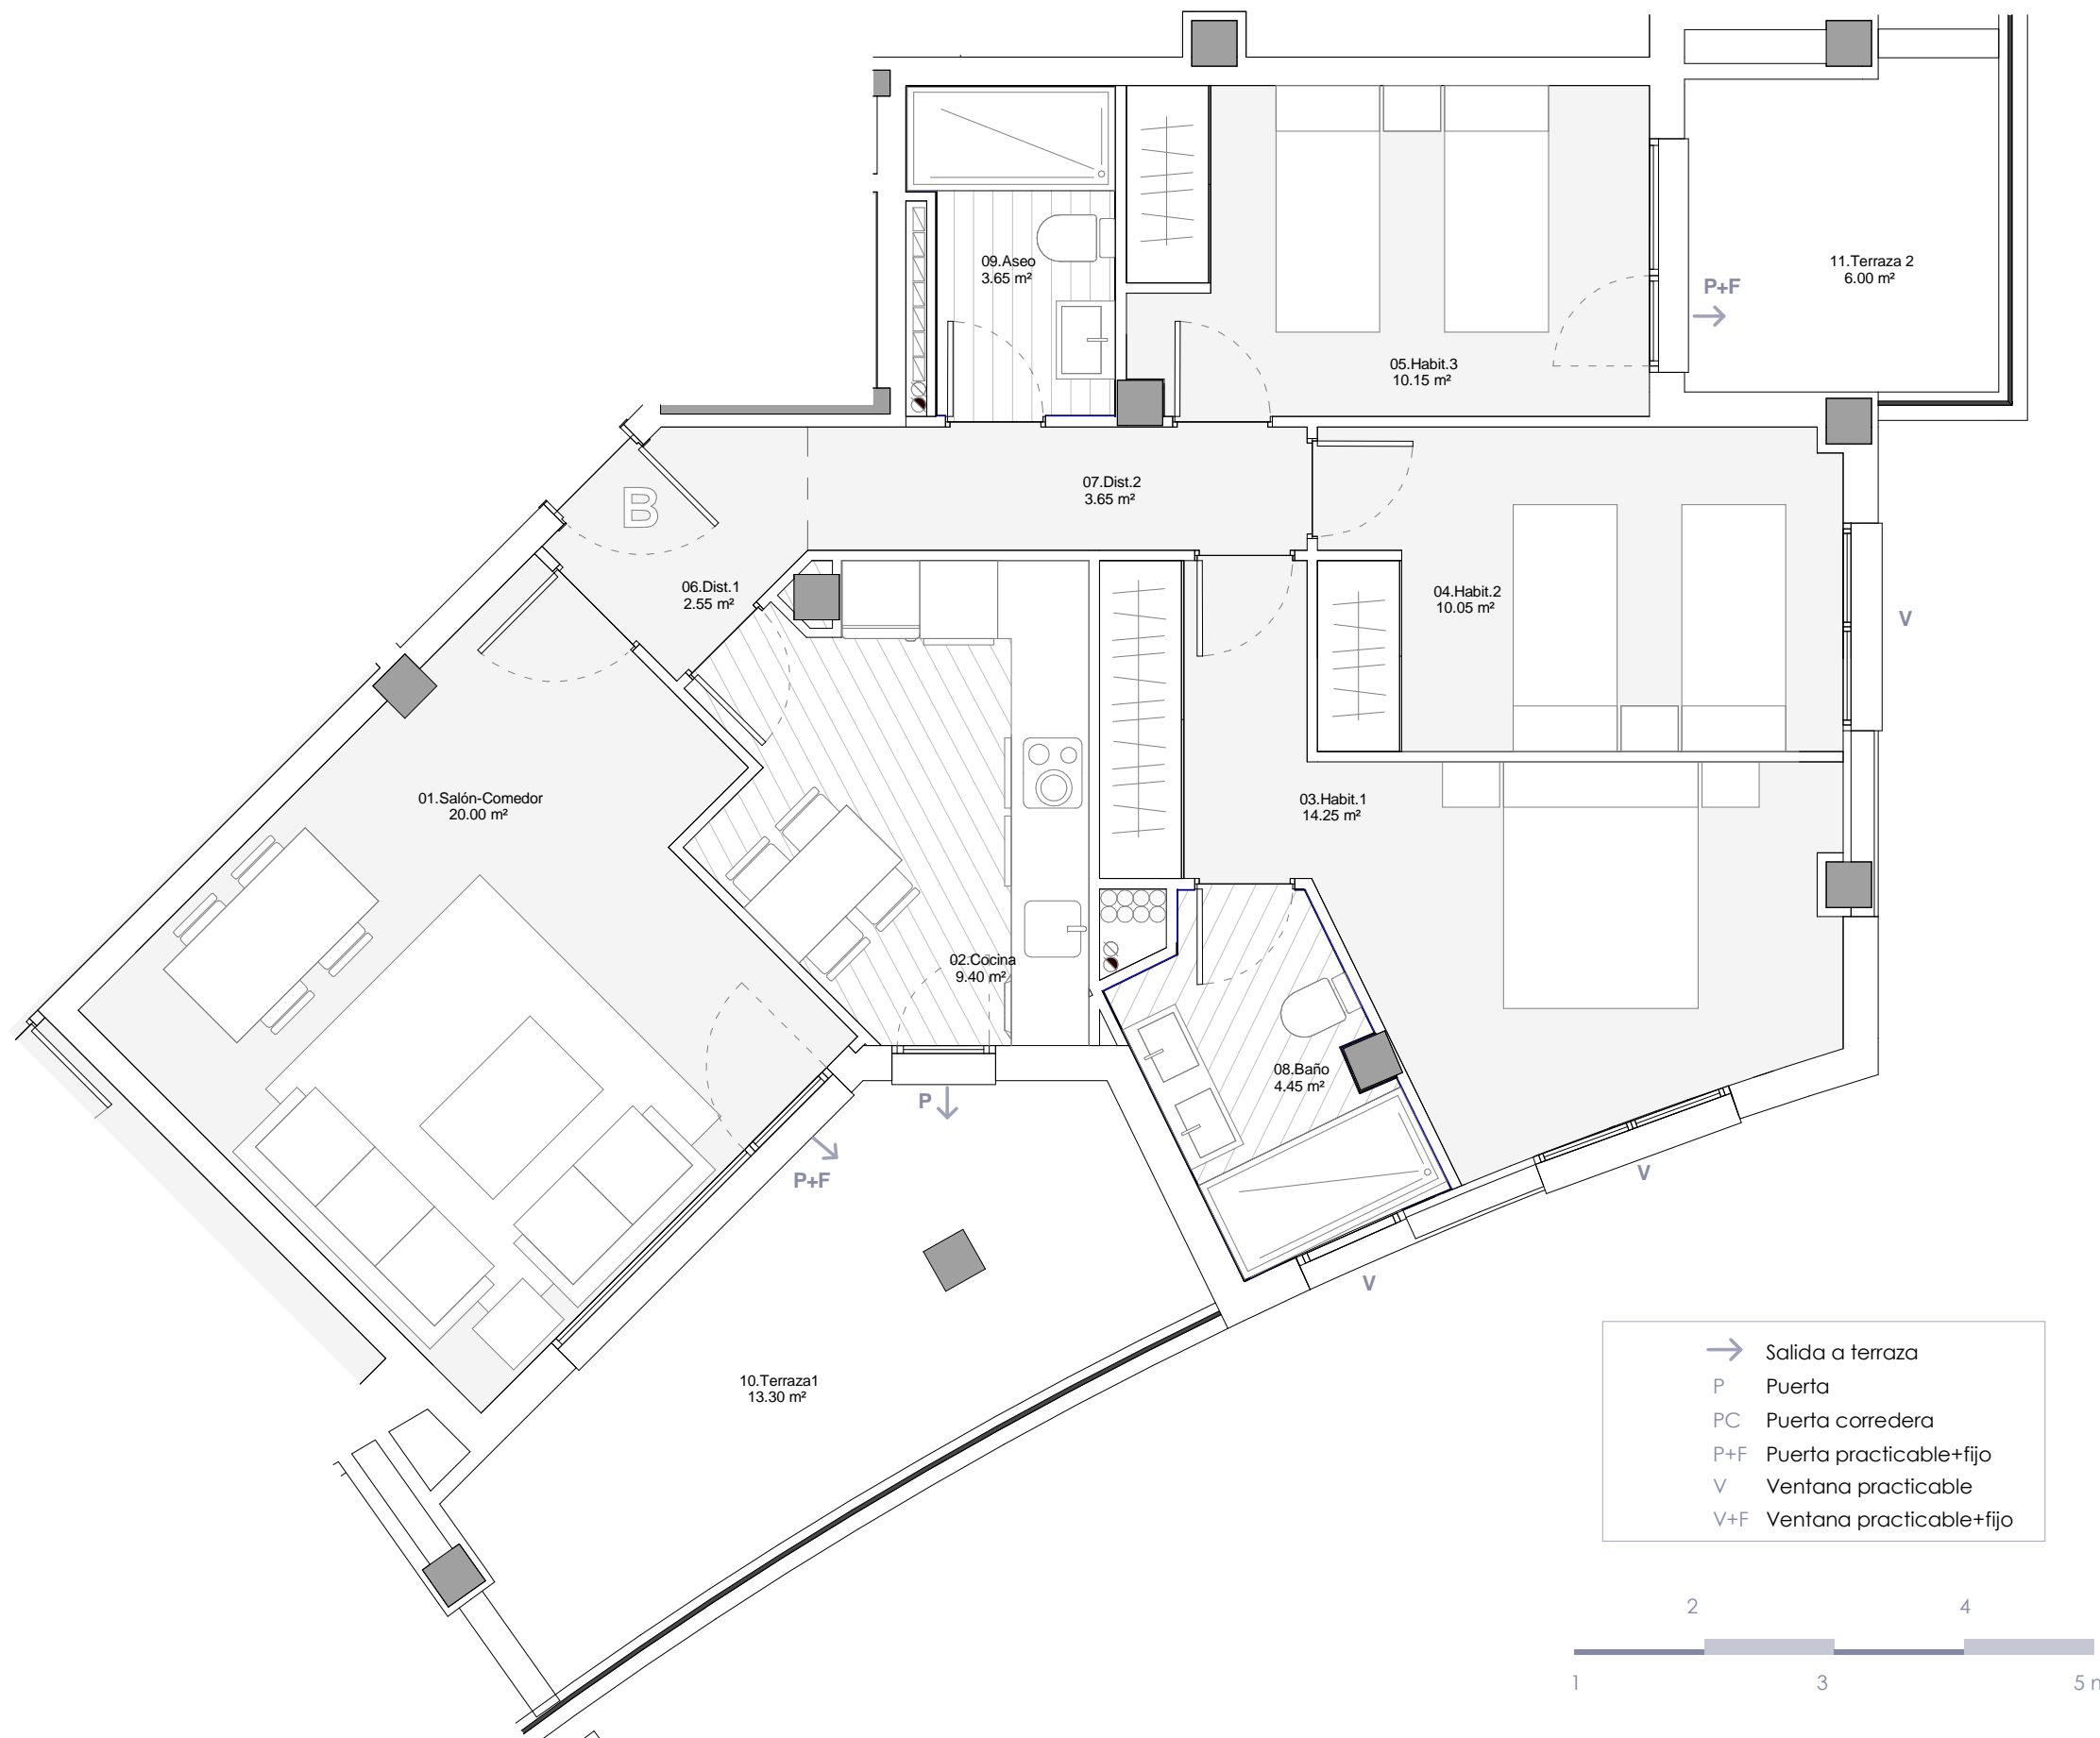 09.Aseo
3.65 m²
11.Terraza 2
6.00 m²
P+F
05.Habit.3
10.15 m²
B
07.Dist.2
3.65 m²
06.Dist.1
2.55 m²
04.Habit.2
10.05 m²
V
01.Salón-Comedor
20.00 m²
03.Habit.1
14.25 m²
02.Cocina
9.40 m²
08.Baño
4.45 m²
P
P+F
V
V
10.Terraza1
13.30 m²
Salida a terraza
P Puerta
PC Puerta corredera
P+F Puerta practicable+fijo
V Ventana practicable
V+F Ventana practicable+fijo
2 4
1 3 5